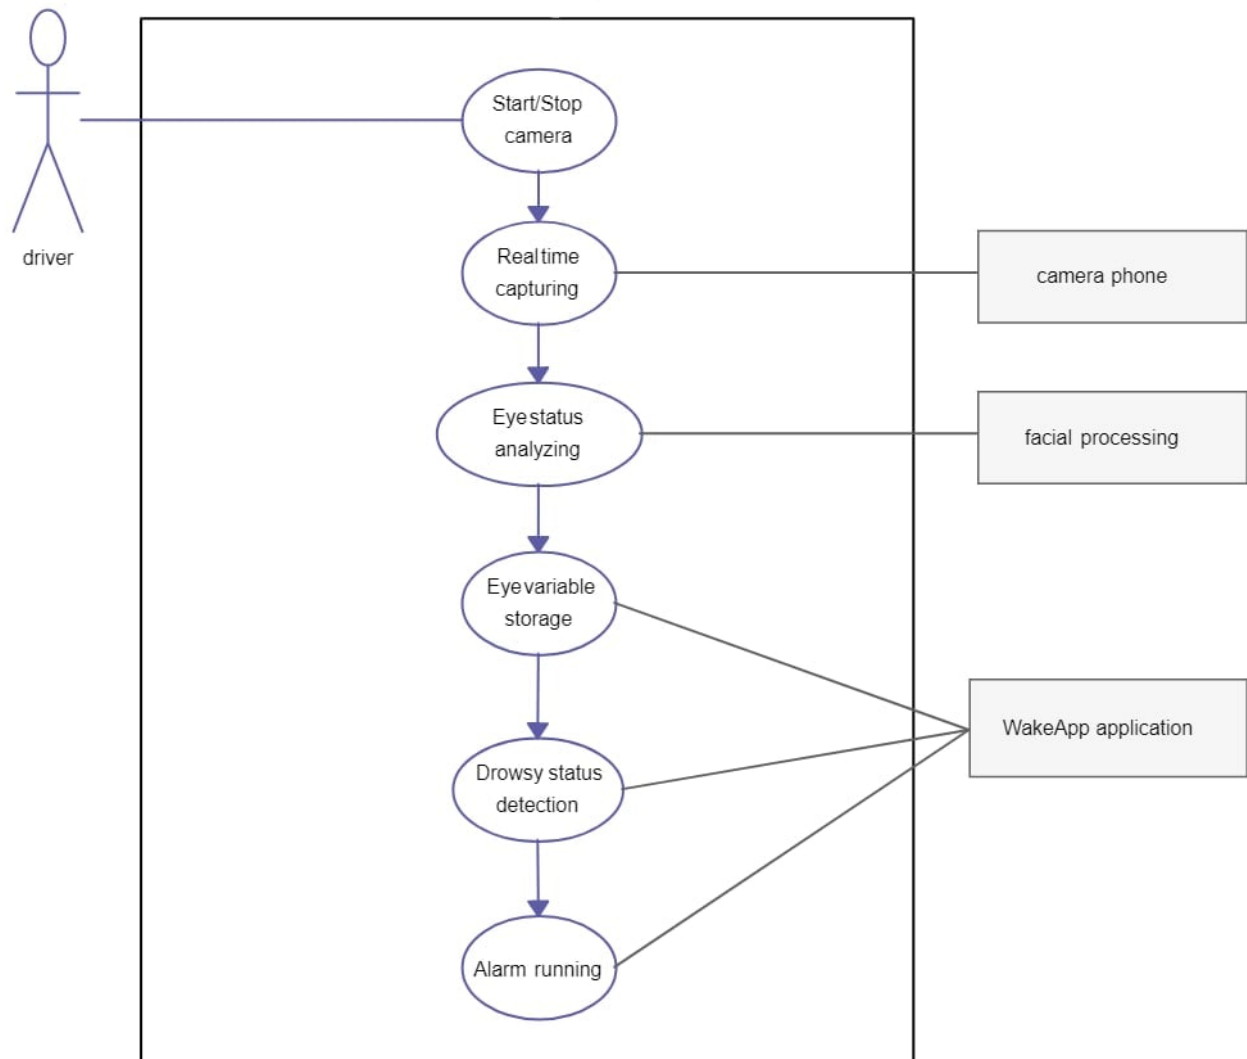 Start/Stop
camera
driver
Real time
capturing
camera phone
Eye status
analyzing
facial processing
Eye variable
storage
WakeApp application
Drowsy status
detection
Alarm running